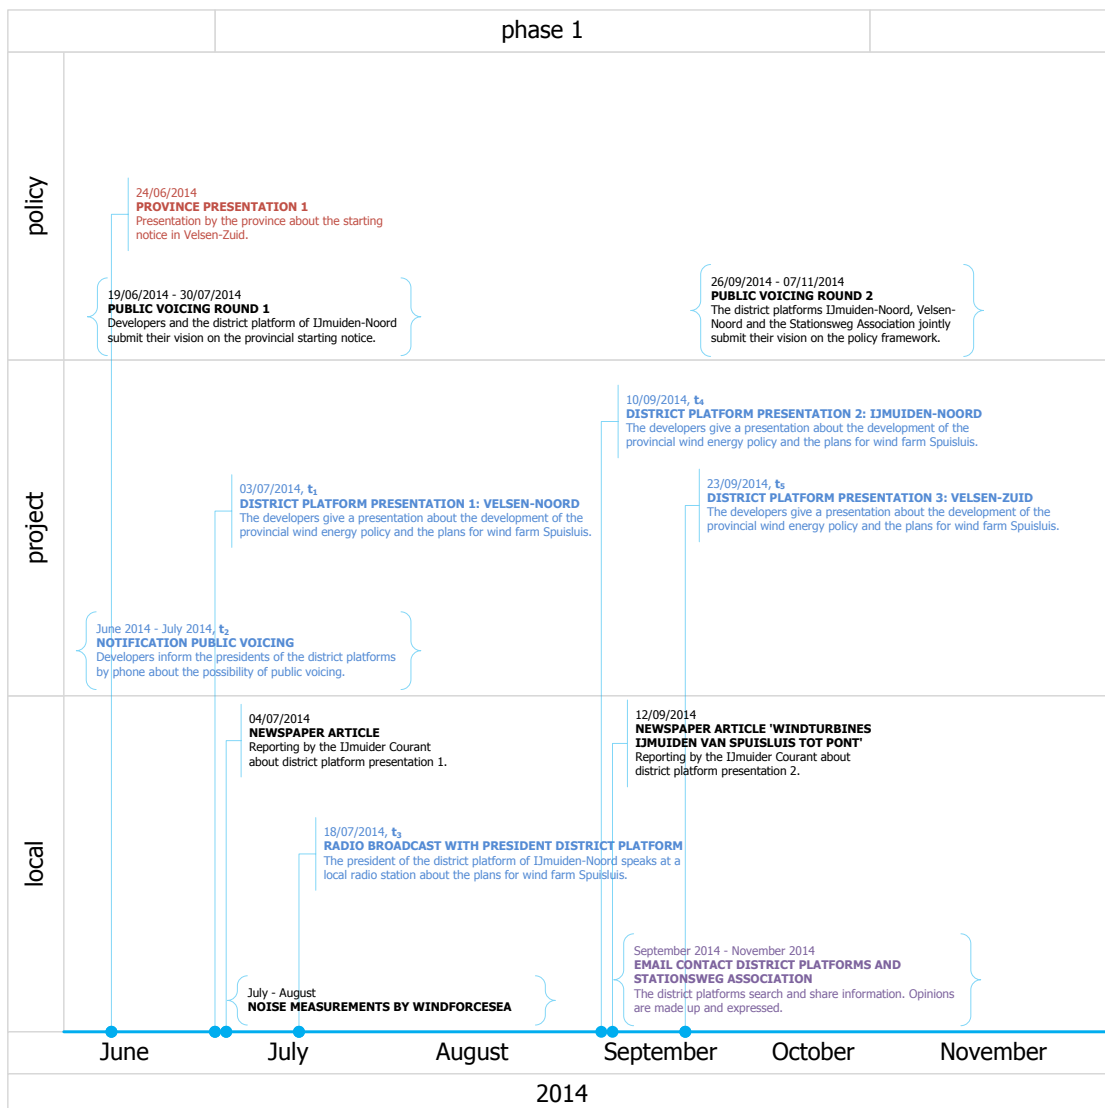 phase 1
policy
24/06/2014
PROVINCE PRESENTATION 1
Presentation by the province about the starting
notice in Velsen-Zuid.
19/06/2014 - 30/07/2014
PUBLIC VOICING ROUND 1
Developers and the district platform of IJmuiden-Noord
submit their vision on the provincial starting notice.
26/09/2014 - 07/11/2014
PUBLIC VOICING ROUND 2
The district platforms IJmuiden-Noord, Velsen-
Noord and the Stationsweg Association jointly
submit their vision on the policy framework.
project
10/09/2014, t₄
DISTRICT PLATFORM PRESENTATION 2: IJMUIDEN-NOORD
The developers give a presentation about the development of the
provincial wind energy policy and the plans for wind farm Spuisluis.
03/07/2014, t₁
DISTRICT PLATFORM PRESENTATION 1: VELSEN-NOORD
The developers give a presentation about the development of the
provincial wind energy policy and the plans for wind farm Spuisluis.
23/09/2014, t₅
DISTRICT PLATFORM PRESENTATION 3: VELSEN-ZUID
The developers give a presentation about the development of the
provincial wind energy policy and the plans for wind farm Spuisluis.
June 2014 - July 2014, t₂
NOTIFICATION PUBLIC VOICING
Developers inform the presidents of the district platforms
by phone about the possibility of public voicing.
local
04/07/2014
NEWSPAPER ARTICLE
Reporting by the IJmuider Courant
about district platform presentation 1.
12/09/2014
NEWSPAPER ARTICLE 'WINDTURBINES
IJMUIDEN VAN SPUISLUIS TOT PONT'
Reporting by the IJmuider Courant about
district platform presentation 2.
18/07/2014, t₃
RADIO BROADCAST WITH PRESIDENT DISTRICT PLATFORM
The president of the district platform of IJmuiden-Noord speaks at a
local radio station about the plans for wind farm Spuisluis.
July - August
NOISE MEASUREMENTS BY WINDFORCESEA
September 2014 - November 2014
EMAIL CONTACT DISTRICT PLATFORMS AND
STATIONSWEG ASSOCIATION
The district platforms search and share information. Opinions
are made up and expressed.
June July August September October November
2014